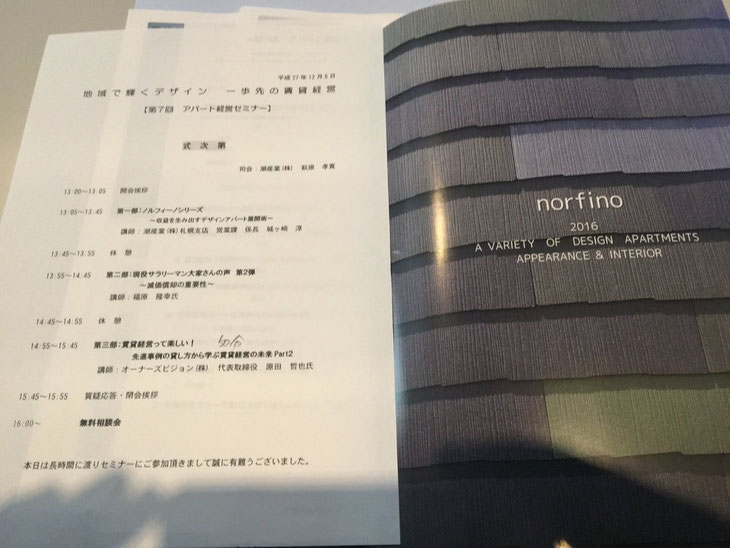 平成27年12月6日
地域で輝くデザイン 一歩先の賃貸経営
【第7回 アパート経営セミナー】
式次第
司会:潮産業(株) 萩原 孝寛
13:00~13:05 開会挨拶
13:05~13:45 第一部:ノルフィーノシリーズ
~収益を生み出すデザインアパート展開術~
講師:潮産業(株)札幌支店 営業課 係長 城ヶ崎 淳
13:45~13:55 休憩
13:55~14:45 第二部:現役サラリーマン大家さんの声 第2弾
~減価償却の重要性~
講師:福原 隆幸氏
14:45~14:55 休憩
14:55~15:45 第三部:賃貸経営って楽しい! 50分
先進事例の貸し方から学ぶ賃貸経営の未来 Part2
講師:オーナーズビジョン(株) 代表取締役 原田 哲也氏
15:45~15:55 質疑応答・閉会挨拶
16:00~ 無料相談会
本日は長時間に渡りセミナーにご参加頂きまして誠に有難うございました。
norfino
2016
A VARIETY OF DESIGN APARTMENTS
APPEARANCE & INTERIOR